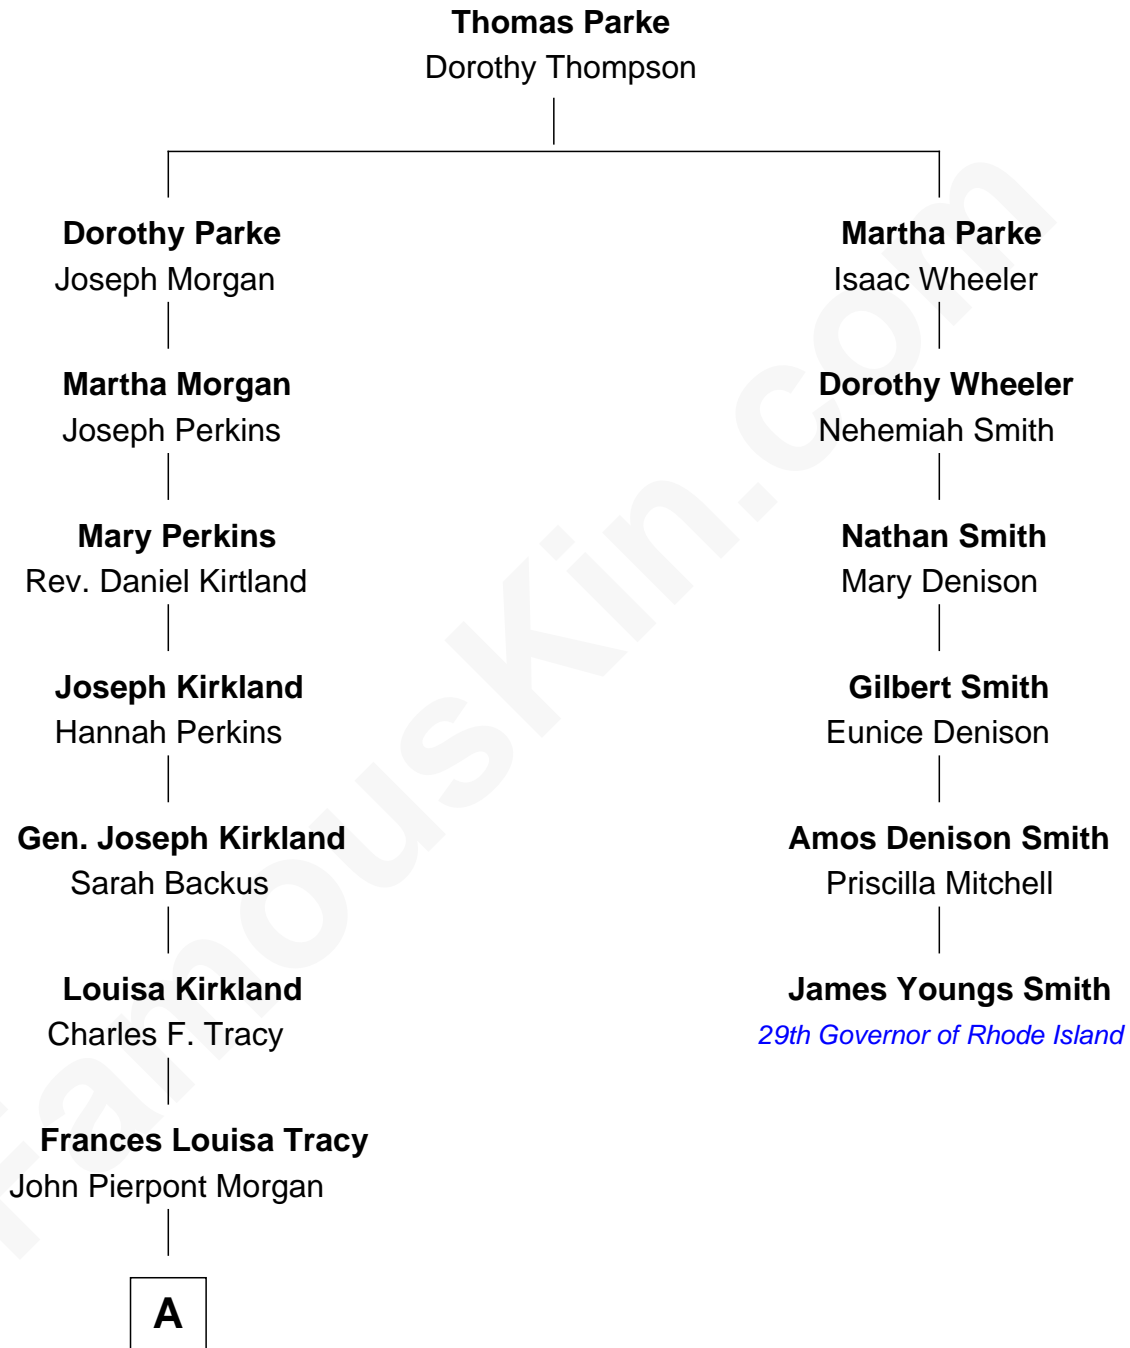 Thomas Parke
Dorothy Thompson
Dorothy Parke
Joseph Morgan
Martha Parke
Isaac Wheeler
Martha Morgan
Joseph Perkins
Dorothy Wheeler
Nehemiah Smith
Mary Perkins
Rev. Daniel Kirtland
Nathan Smith
Mary Denison
Joseph Kirkland
Hannah Perkins
Gilbert Smith
Eunice Denison
Gen. Joseph Kirkland
Sarah Backus
Amos Denison Smith
Priscilla Mitchell
Louisa Kirkland
Charles F. Tracy
James Youngs Smith
29th Governor of Rhode Island
Frances Louisa Tracy
John Pierpont Morgan
A
FamousKin.com